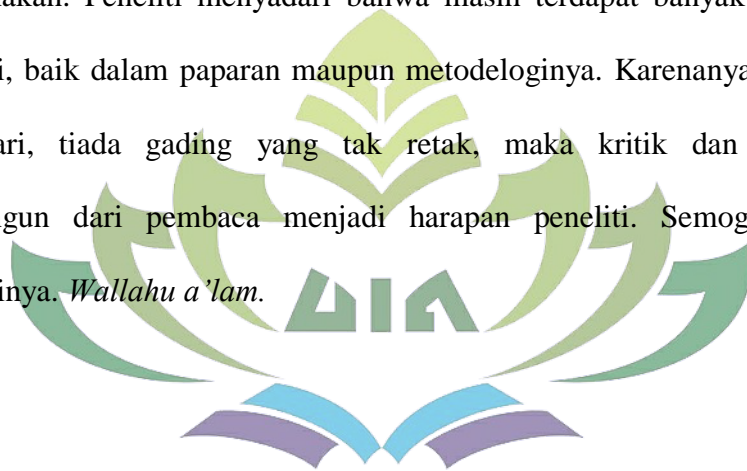 akan. Peneliti menyadari bahwa masih terdapat banyak
i, baik dalam paparan maupun metodeloginya. Karenanya
ari, tiada gading yang tak retak, maka kritik dan
gun dari pembaca menjadi harapan peneliti. Semog
inya. Wallahu a’lam.
UIN